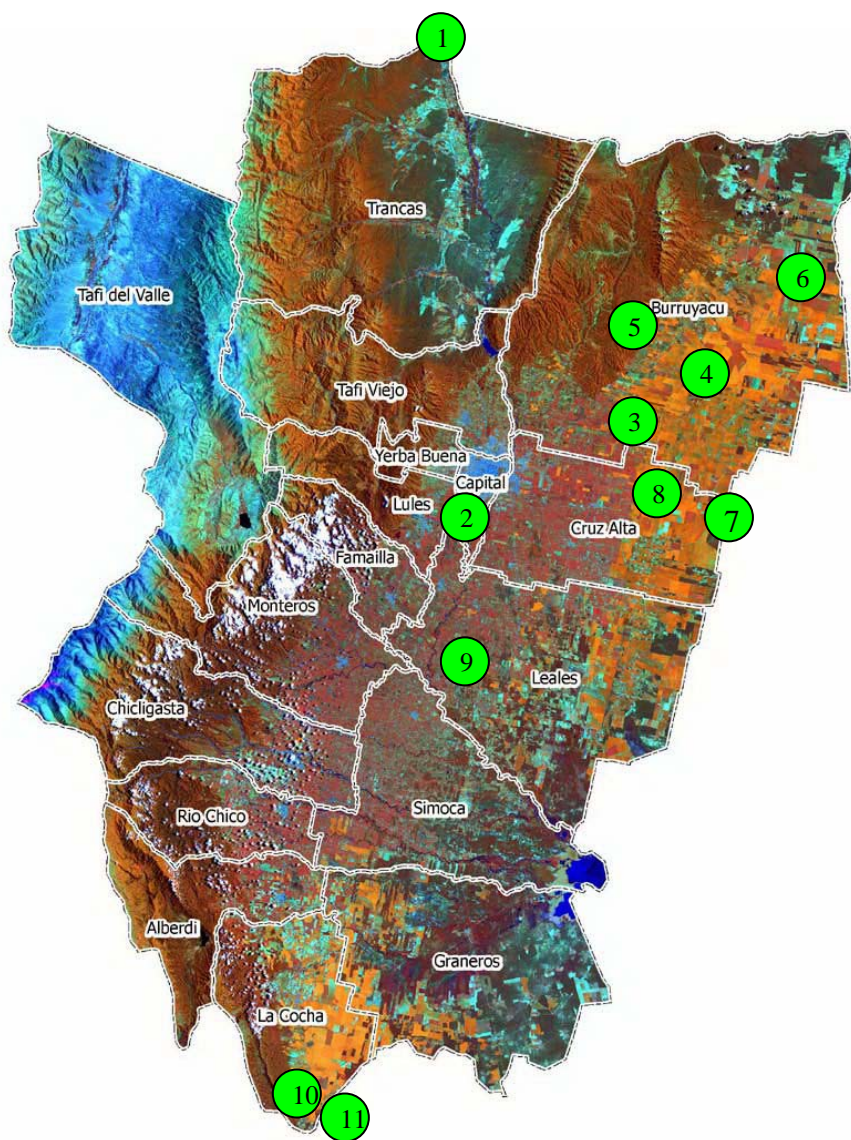 1
Trancas
6
Tafi del Valle
5
Burruyacu
4
Tafi Viejo
3
Yerba Buena
Capital
8
Lules
2
7
Cruz Alta
Famailla
Monteros
9
Leales
Chicligasta
Simoca
Rio Chico
Alberdi
Graneros
La Cocha
10
11